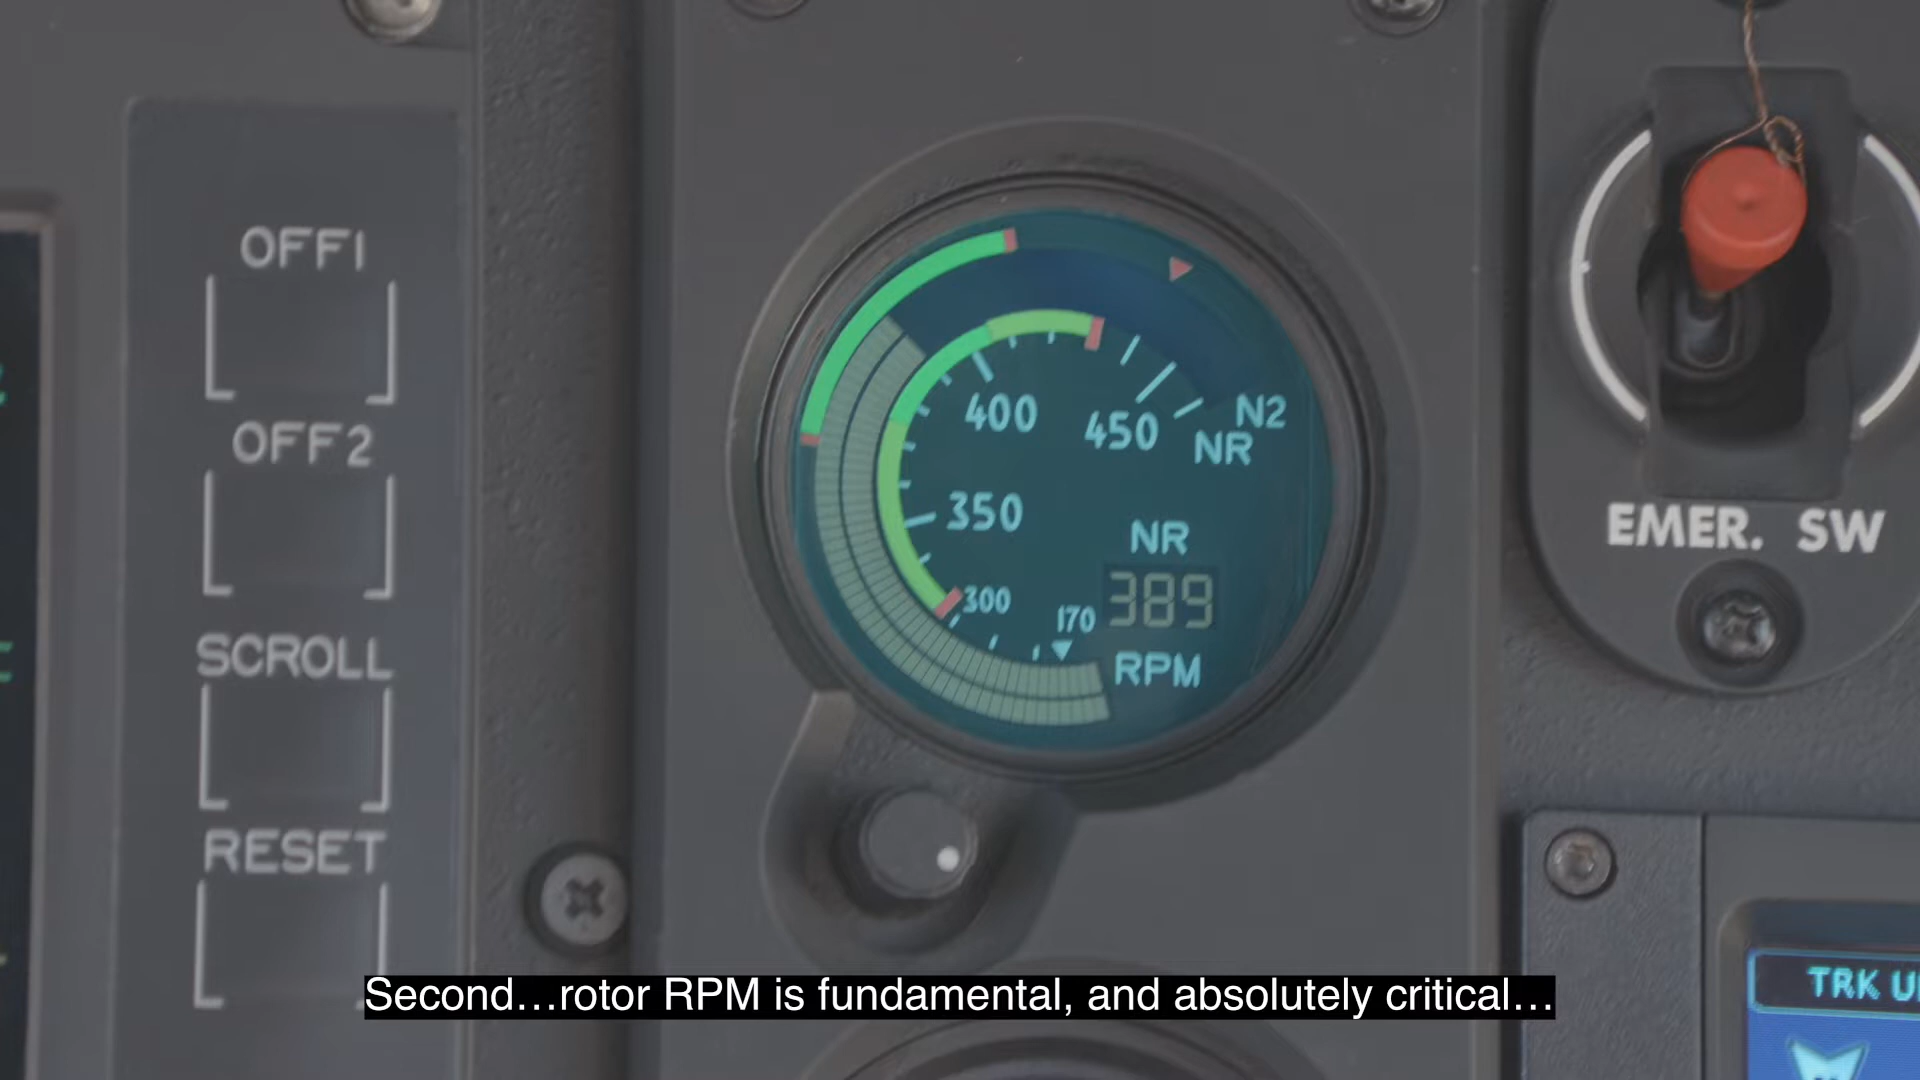 OFF1
OFF2
SCROLL
RESET
400
450
N2
NR
350
NR
300
170
389
RPM
EMER. SW
TRK
Second...rotor RPM is fundamental, and absolutely critical...